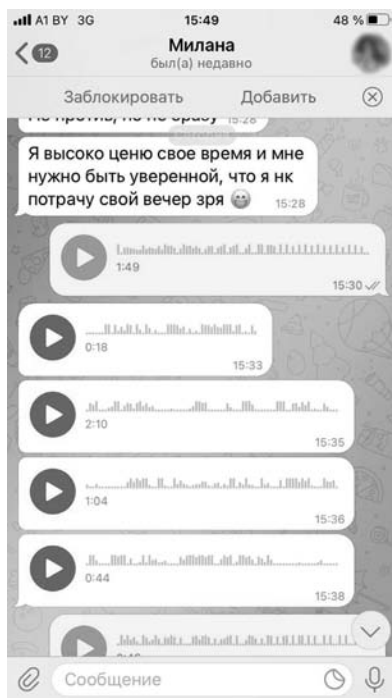 A1 BY 3G 15:49 48 %
12 Милана
был(а) недавно
Заблокировать Добавить
15:28
Я высоко ценю свое время и мне
нужно быть уверенной, что я нк
потрачу свой вечер зря
15:28
1:49
15:30
0:18
15:33
2:10
15:35
1:04
15:36
0:44
15:38
Сообщение